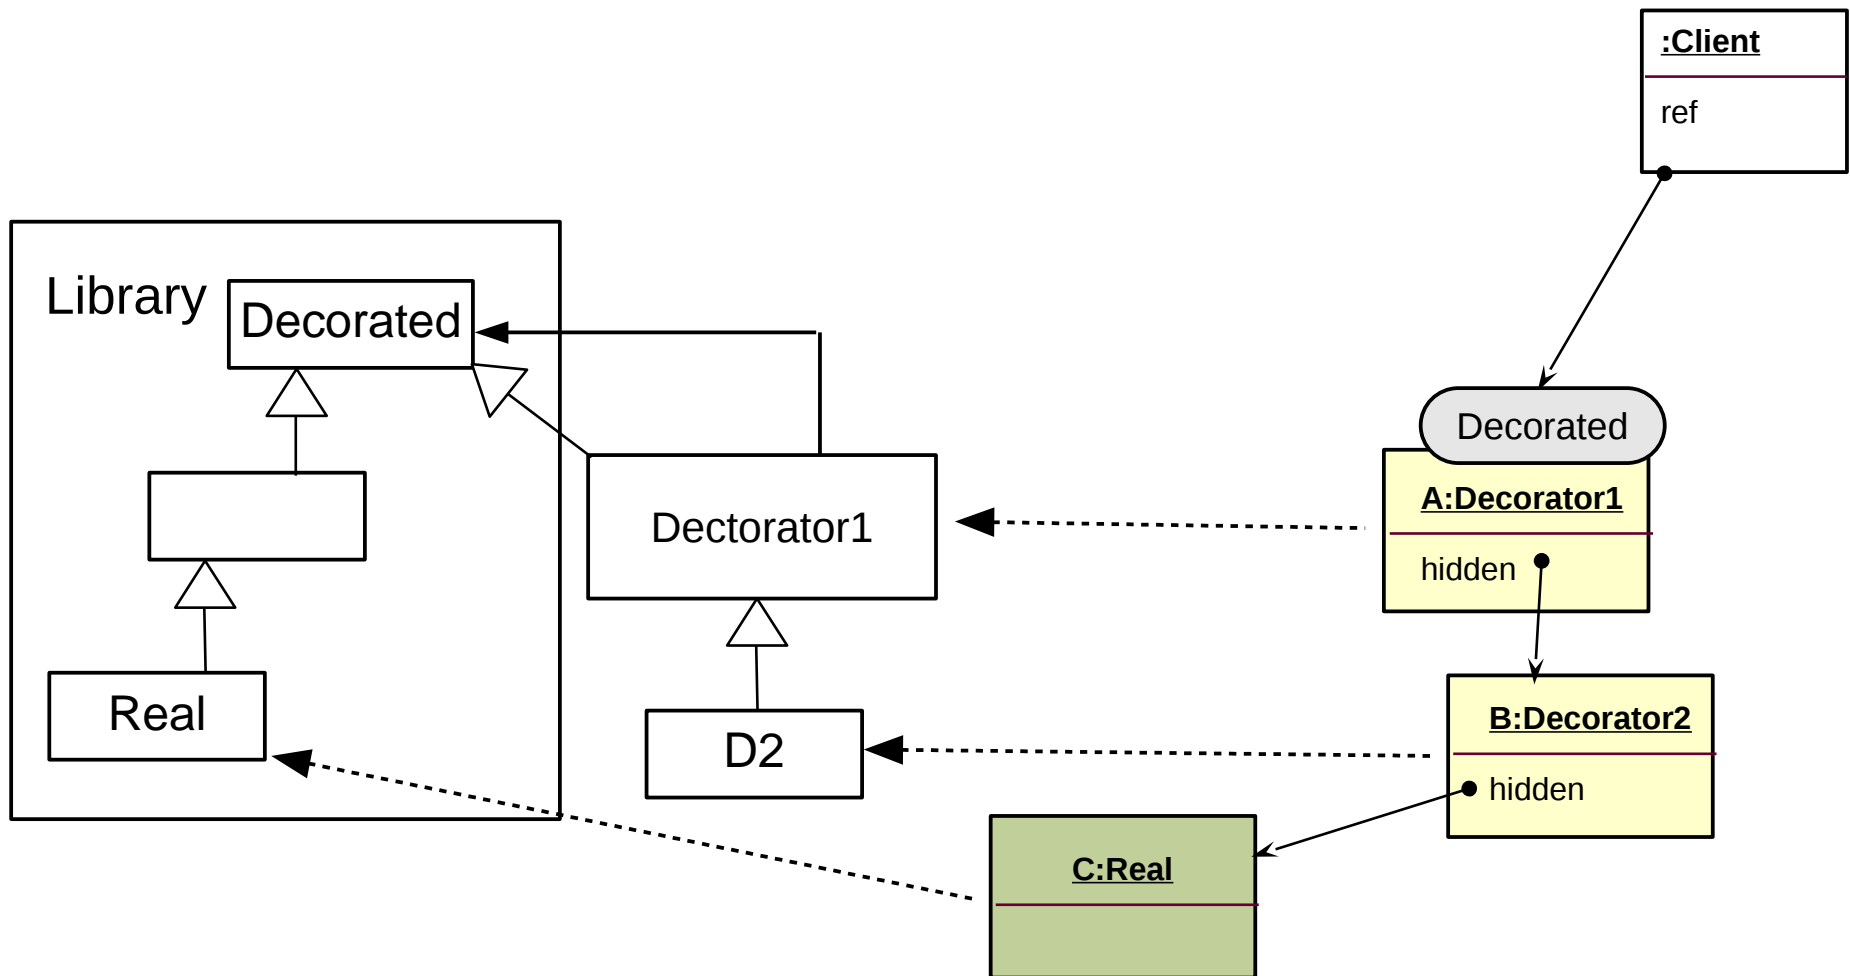 :Client
ref
Library
Decorated
Decorated
A:Decorator1
Dectorator1
hidden
Real
B:Decorator2
D2
hidden
C:Real